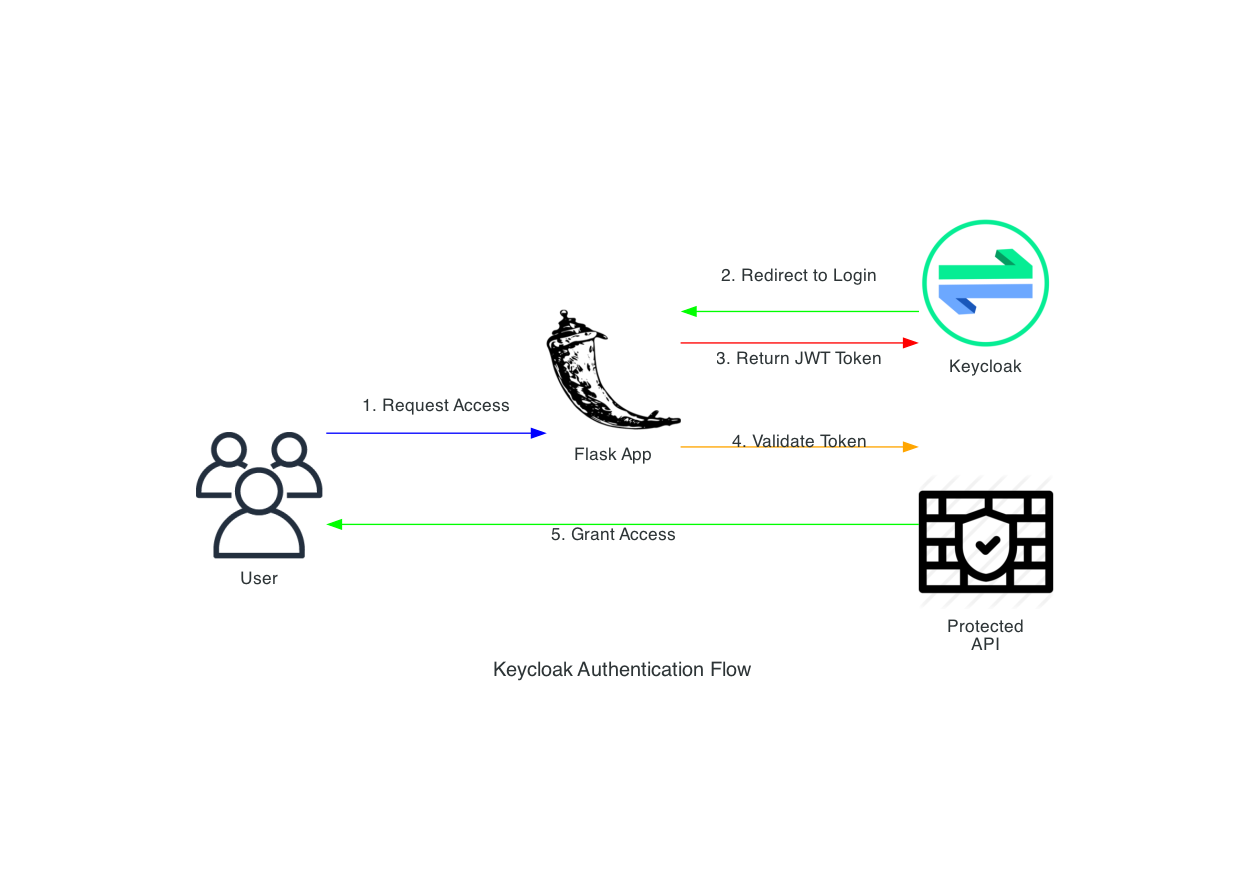 2. Redirect to Login
3. Return JWT Token
Keycloak
1. Request Access
4. Validate Token
Flask App
5. Grant Access
User
Protected
API
Keycloak Authentication Flow